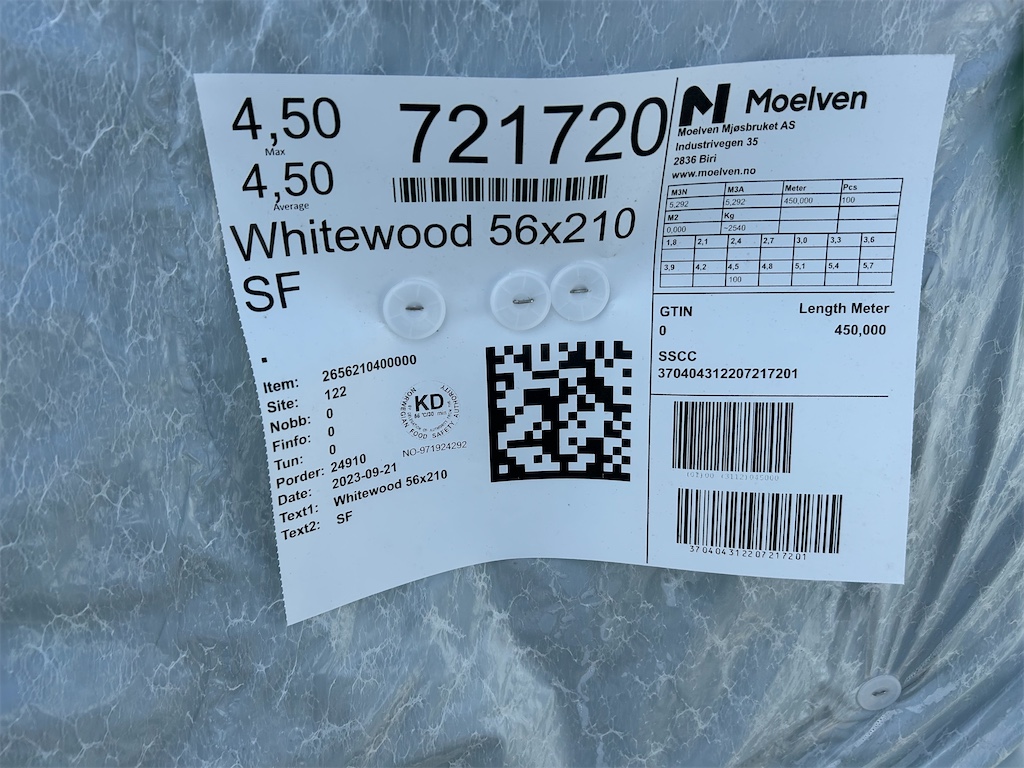 4,50
Max
4,50
Average
721720
Whitewood 56x210
SF
Item: 2656210400000
Site: 122
Nobb: 0
Finfo: 0
Tun: 0
Porder: 24910
Date: 2023-09-21
Text1: Whitewood 56x210
Text2: SF
NORWEGIAN FOOD SAFETY AUTHORITY
KD
NO-971924292
Moelven
Moelven Mjøsbruket AS
Industrivegen 35
2836 Biri
www.moelven.no
M3N M3A Meter Pcs
5,292 5,292 450,000 100
M2 Kg
0,000 ~2540
1,8 2,1 2,4 2,7 3,0 3,3 3,6
3,9 4,2 4,5 4,8 5,1 5,4 5,7
100
GTIN Length Meter
0 450,000
SSCC
370404312207217201
370404312207217201